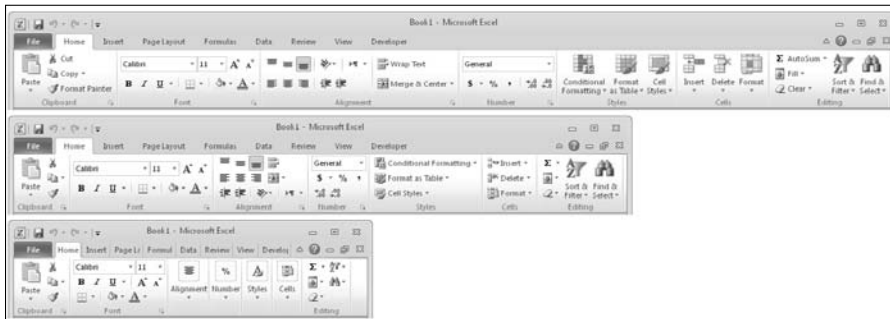 Book1 - Microsoft Excel
File Home Insert Page Layout Formulas Data Review View Developer
Cut
Calibri 11 A A Wrap Text General Σ AutoSum
Copy Fill
Paste Format Painter B I U A Merge & Center $ % , Conditional Formatting Format as Table Cell Styles Insert Delete Format Clear Sort & Filter Find & Select
Clipboard Font Alignment Number Styles Cells Editing
Book1 - Microsoft Excel
File Home Insert Page Layout Formulas Data Review View Developer
Calibri 11 A A General Conditional Formatting Insert Σ
Paste B I U A $ % , Format as Table Delete Sort & Filter Find & Select
Cell Styles Format
Clipboard Font Alignment Number Styles Cells Editing
Book1 - Microsoft Excel
File Home Insert Page L Formul Data Review View Develo
Calibri 11 Σ
Paste B I U A A Alignment Number Styles Cells
A
Clipboard Font Editing